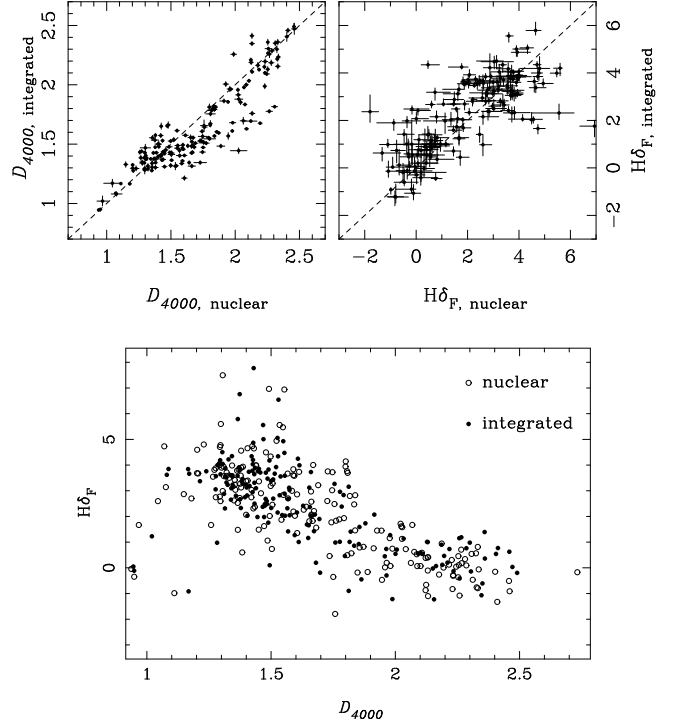 2.5
2
1.5
1
D4000, integrated
1 1.5 2 2.5
D4000, nuclear
6
4
2
0
−2
HδF, integrated
−2 0 2 4 6
HδF, nuclear
nuclear
integrated
5
0
HδF
1 1.5 2 2.5
D4000